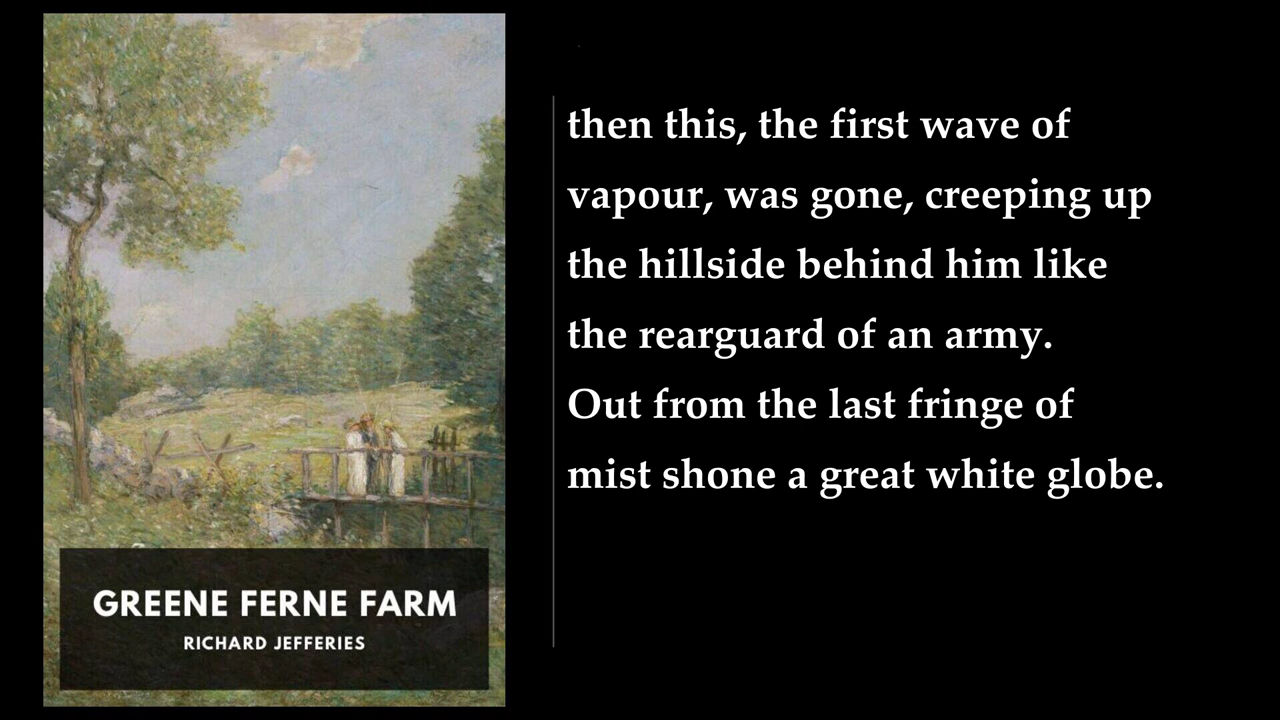 GREENE FERNE FARM
RICHARD JEFFERIES
then this, the first wave of
vapour, was gone, creeping up
the hillside behind him like
the rearguard of an army.
Out from the last fringe of
mist shone a great white globe.